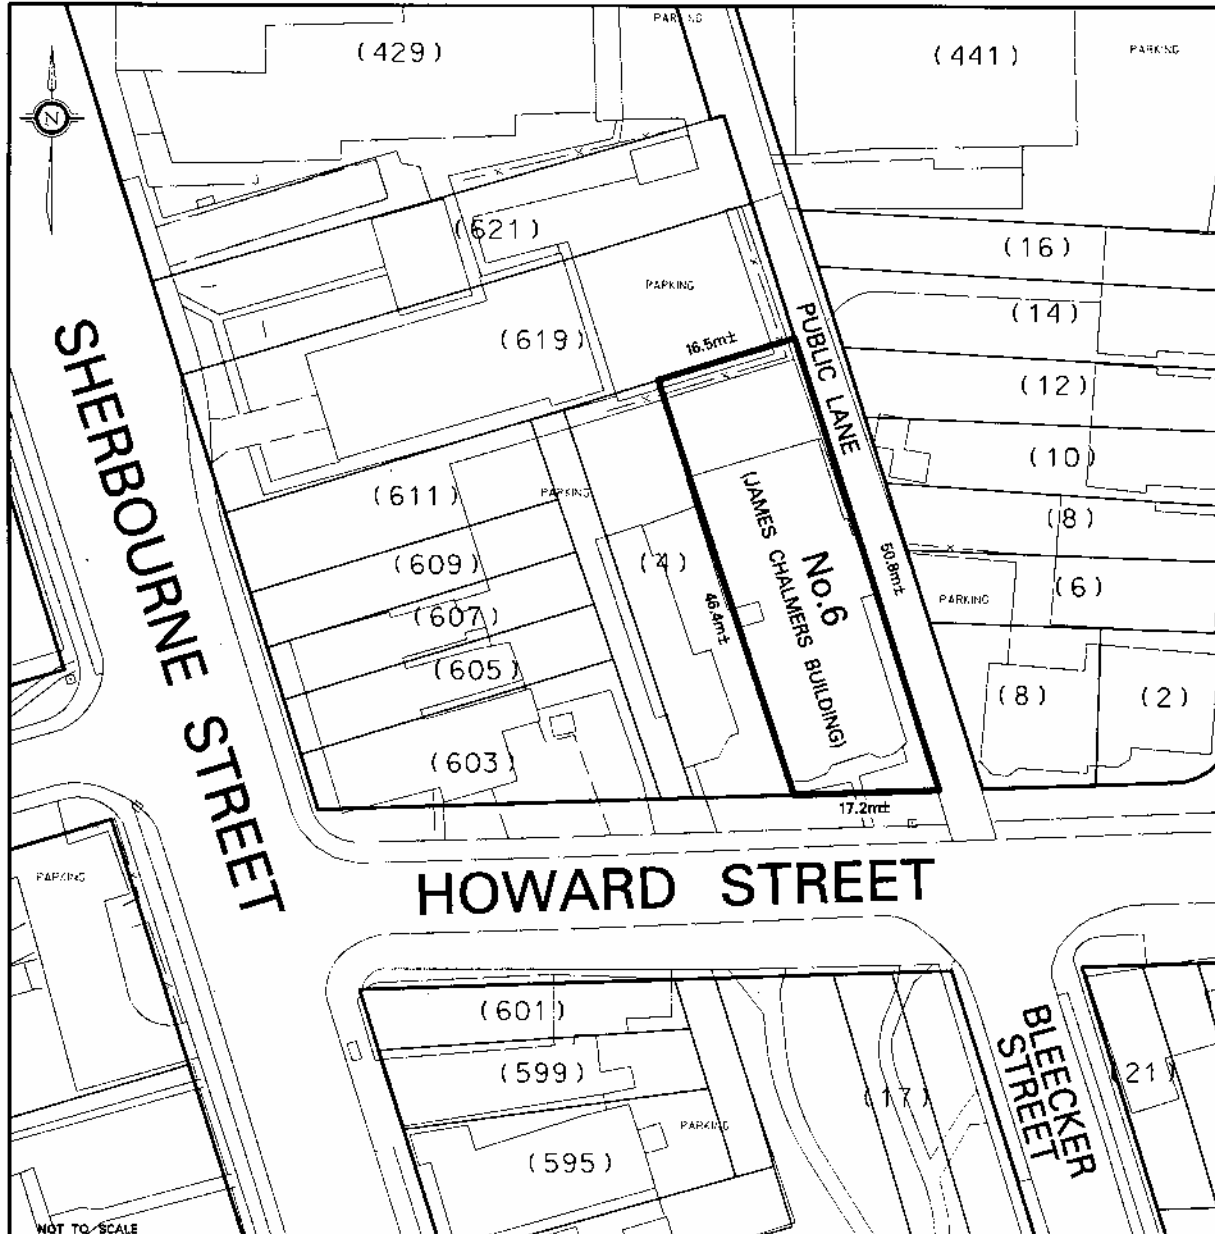 PARKING
(429)
(441)
PARKING
N
(621)
(16)
PARKING
(14)
(619)
16.5m±
PUBLIC LANE
(12)
SHERBOURNE STREET
(10)
(611)
PARKING
(8)
(609)
(4)
No.6
(JAMES CHALMERS BUILDING)
50.8m±
46.4m±
PARKING
(6)
(607)
(605)
(8)
(2)
(603)
17.2m±
PARKING
HOWARD STREET
(601)
BLEECKER
STREET
(599)
(17)
(21)
PARKING
(595)
NOT TO SCALE